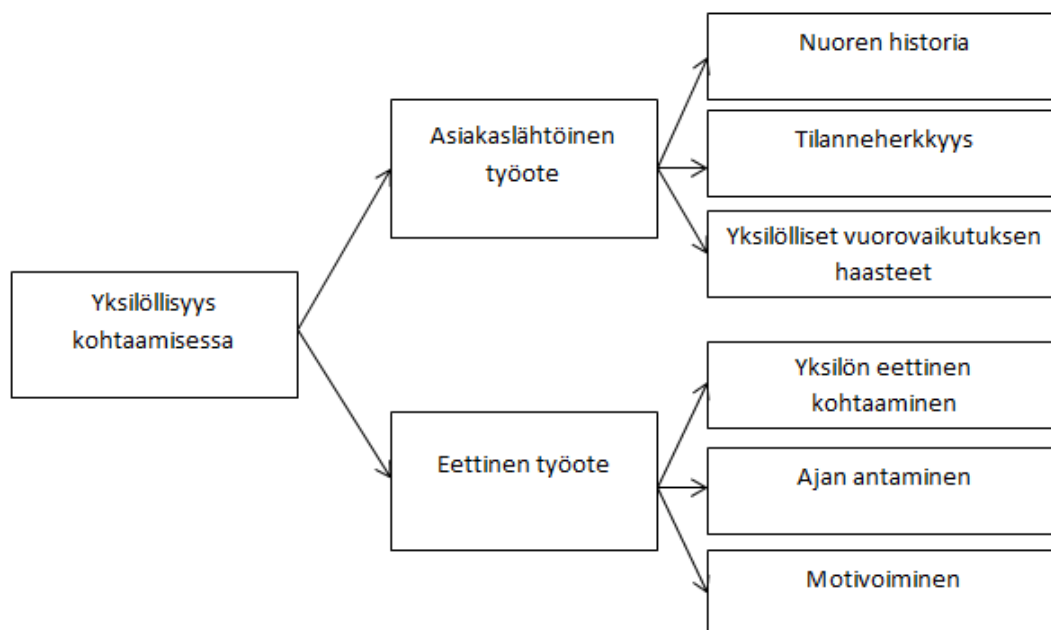 Yksilöllisyys
kohtaamisessa
Asiakaslähtöinen
työote
Nuoren historia
Tilanneherkkyys
Yksilölliset vuorovaikutuksen
haasteet
Eettinen työote
Yksilön eettinen
kohtaaminen
Ajan antaminen
Motivoiminen